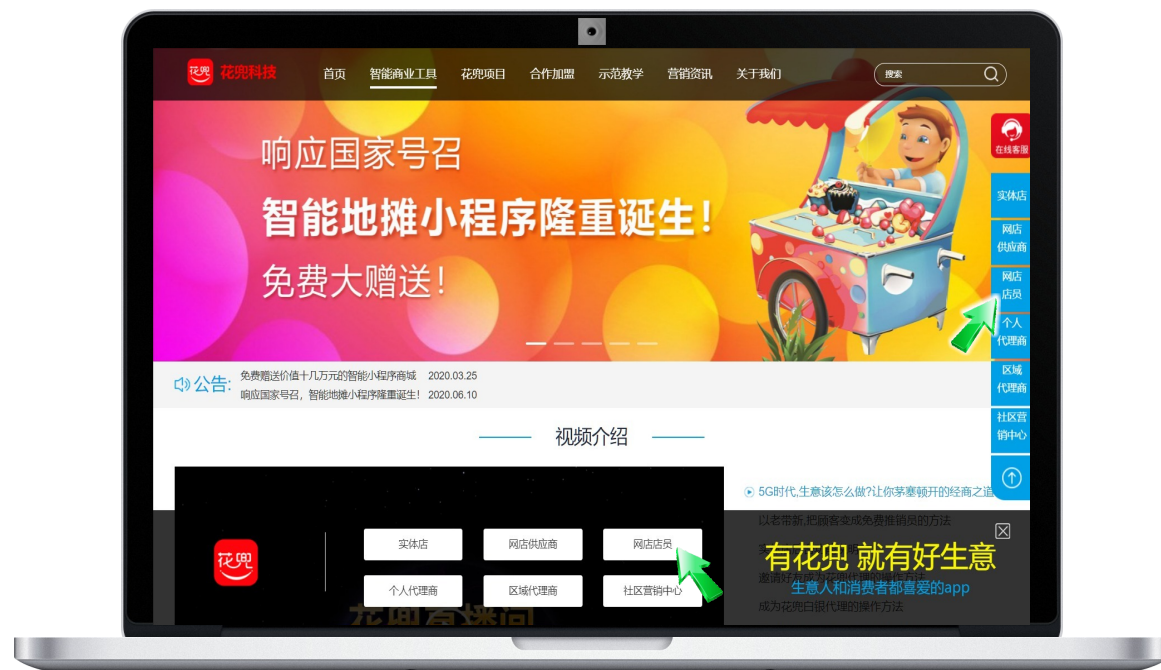 花兜
花兜科技
首页 智能商业工具 花兜项目 合作加盟 示范教学 营销资讯 关于我们
搜索
响应国家号召
智能地摊小程序隆重诞生！
免费大赠送！
在线客服
实体店
网店
供应商
网店
店员
个人
代理商
区域
代理商
社区营
销中心
公告:
免费赠送价值十几万元的智能小程序商城 2020.03.25
响应国家号召，智能地摊小程序隆重诞生！ 2020.06.10
视频介绍
5G时代,生意该怎么做?让你茅塞顿开的经商之道
以老带新,把顾客变成免费推销员的方法
花兜
实体店 网店供应商 网店店员
个人代理商 区域代理商 社区营销中心
有花兜 就有好生意
生意人和消费者都喜爱的app
成为花兜白银代理的操作方法